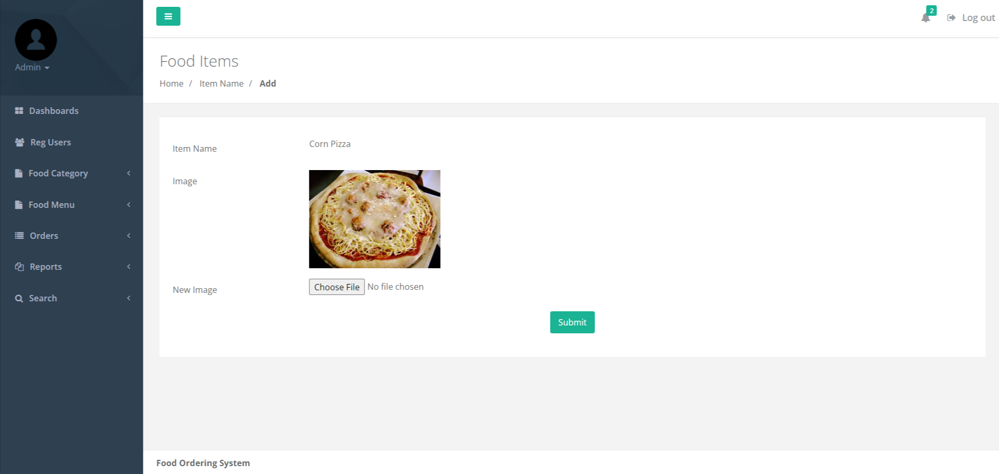 Admin
Dashboards
Reg Users
Food Category
Food Menu
Orders
Reports
Search
2
Log out
Food Items
Home / Item Name / Add
Item Name
Corn Pizza
Image
New Image
Choose File No file chosen
Submit
Food Ordering System